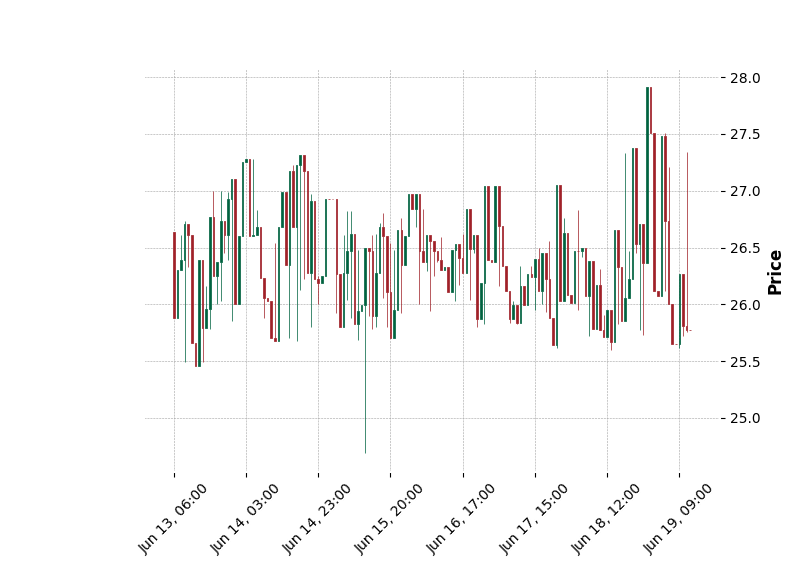 28.0
27.5
27.0
26.5
26.0
25.5
25.0
Price
Jun 13, 06:00
Jun 14, 03:00
Jun 14, 23:00
Jun 15, 20:00
Jun 16, 17:00
Jun 17, 15:00
Jun 18, 12:00
Jun 19, 09:00